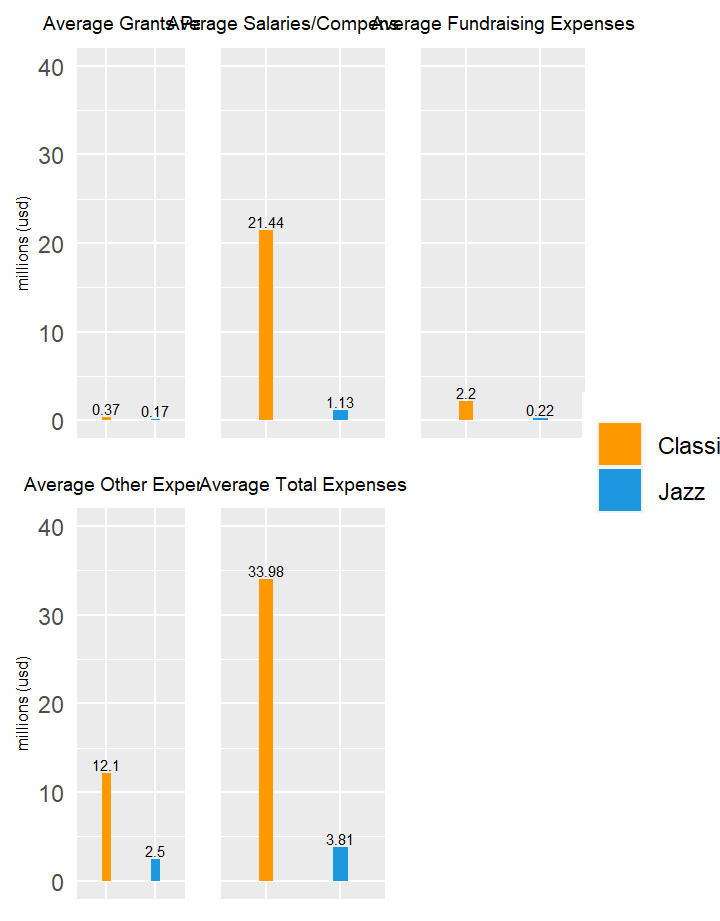 Average Grants Pa
Average Salaries/Compens
Average Fundraising Expenses
millions (usd)
40
30
20
10
0
0.37
0.17
21.44
1.13
2.2
0.22
Classi
Jazz
Average Other Exper
Average Total Expenses
millions (usd)
40
30
20
10
0
12.1
2.5
33.98
3.81